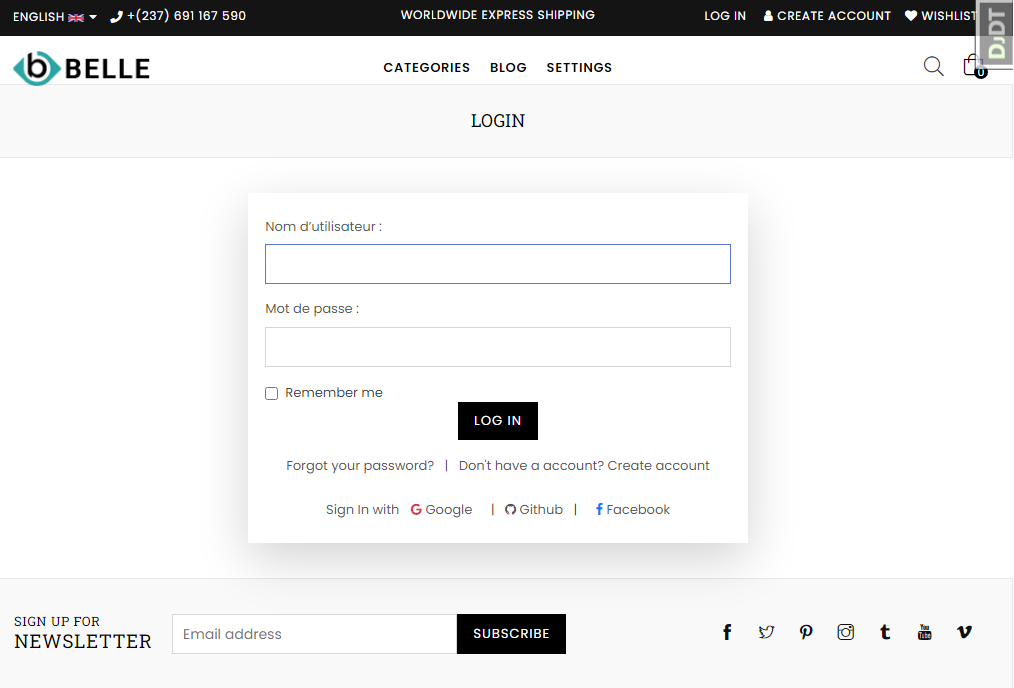 ENGLISH +(237) 691 167 590 WORLDWIDE EXPRESS SHIPPING LOG IN CREATE ACCOUNT WISHLIST
DJDT
b BELLE CATEGORIES BLOG SETTINGS 0
LOGIN
Nom d’utilisateur :
Mot de passe :
Remember me
LOG IN
Forgot your password? | Don't have a account? Create account
Sign In with G Google | Github | f Facebook
SIGN UP FOR
NEWSLETTER Email address SUBSCRIBE